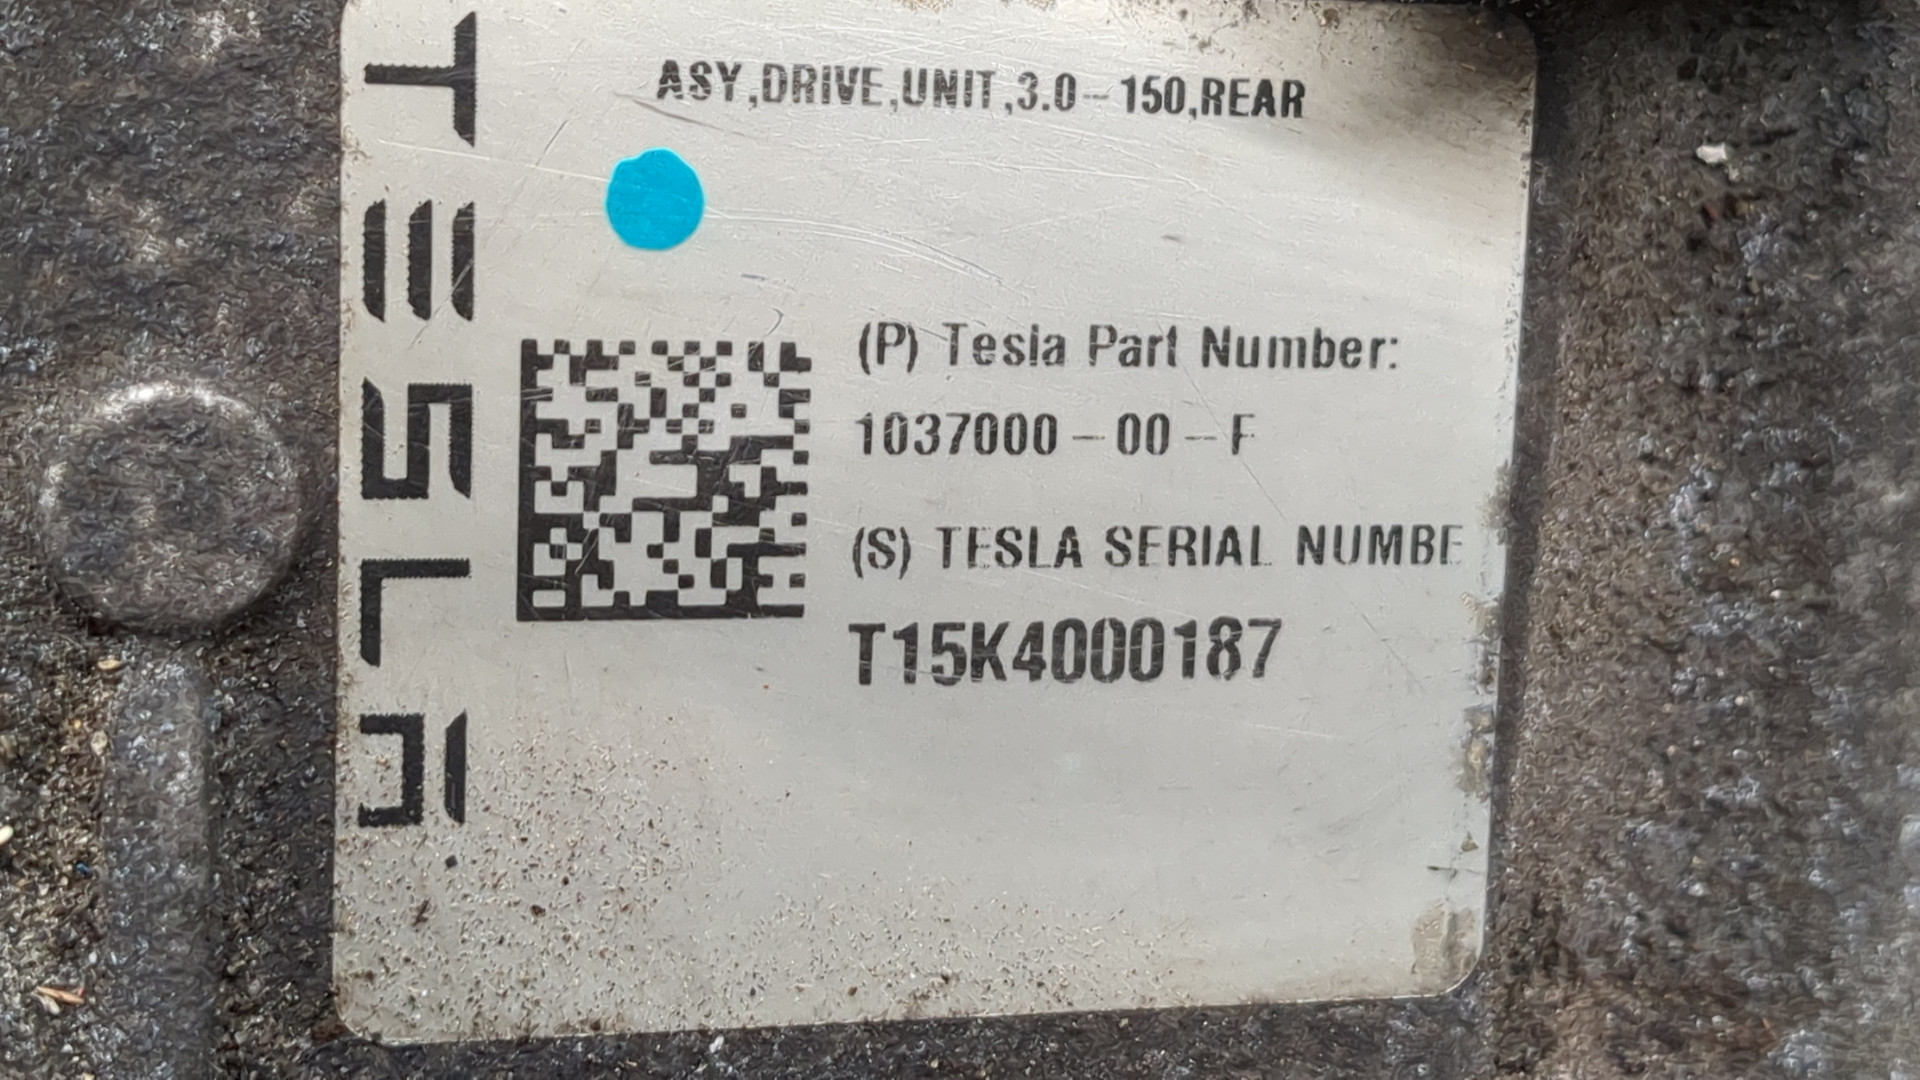 TESLA
ASY,DRIVE,UNIT,3.0-150,REAR
(P) Tesla Part Number:
1037000-00-F
(S) TESLA SERIAL NUMBE
T15K4000187